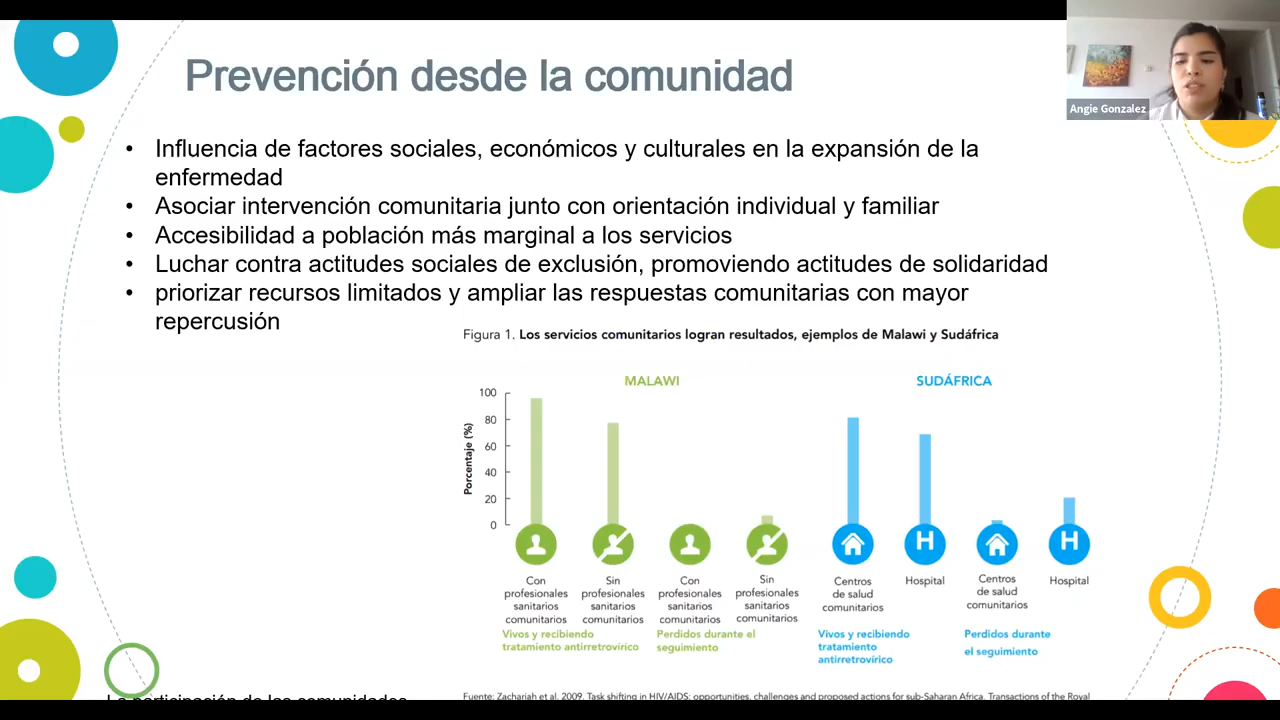 Prevención desde la comunidad
Angie Gonzalez
• Influencia de factores sociales, económicos y culturales en la expansión de la
enfermedad
• Asociar intervención comunitaria junto con orientación individual y familiar
• Accesibilidad a población más marginal a los servicios
• Luchar contra actitudes sociales de exclusión, promoviendo actitudes de solidaridad
• priorizar recursos limitados y ampliar las respuestas comunitarias con mayor
repercusión
Figura 1. Los servicios comunitarios logran resultados, ejemplos de Malawi y Sudáfrica
MALAWI
SUDÁFRICA
Porcentaje (%)
100
80
60
40
20
0
H
H
Con
profesionales
sanitarios
comunitarios
Sin
profesionales
sanitarios
comunitarios
Con
profesionales
sanitarios
comunitarios
Sin
profesionales
sanitarios
comunitarios
Centros
de salud
comunitarios
Hospital
Centros
de salud
comunitarios
Hospital
Vivos y recibiendo
tratamiento antirretrovírico
Perdidos durante el
seguimiento
Vivos y recibiendo
tratamiento
antirretrovírico
Perdidos durante
el seguimiento
Fuente: Zachariah et al. 2009. Task shifting in HIV/AIDS: opportunities, challenges and proposed actions for sub-Saharan Africa. Transactions of the Royal
participación de las comunidades